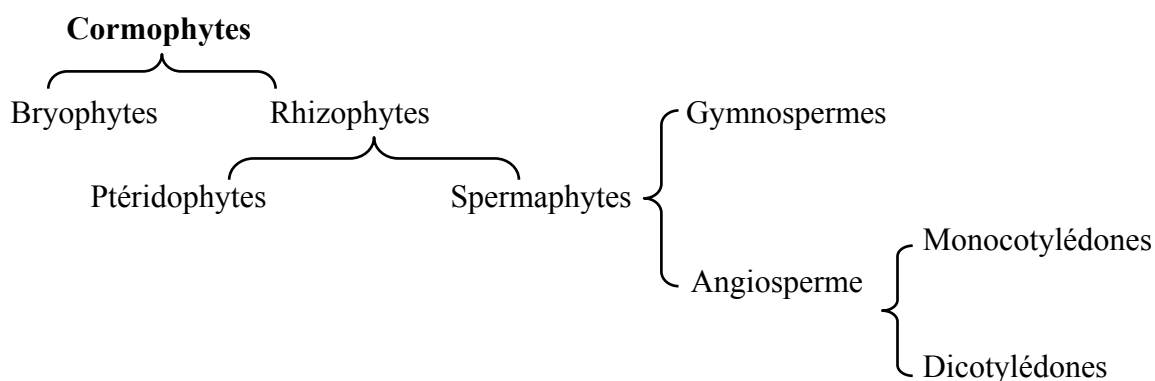 Cormophytes
Bryophytes Rhizophytes Gymnospermes
Ptéridophytes Spermaphytes
Monocotylédones
Angiosperme
Dicotylédones